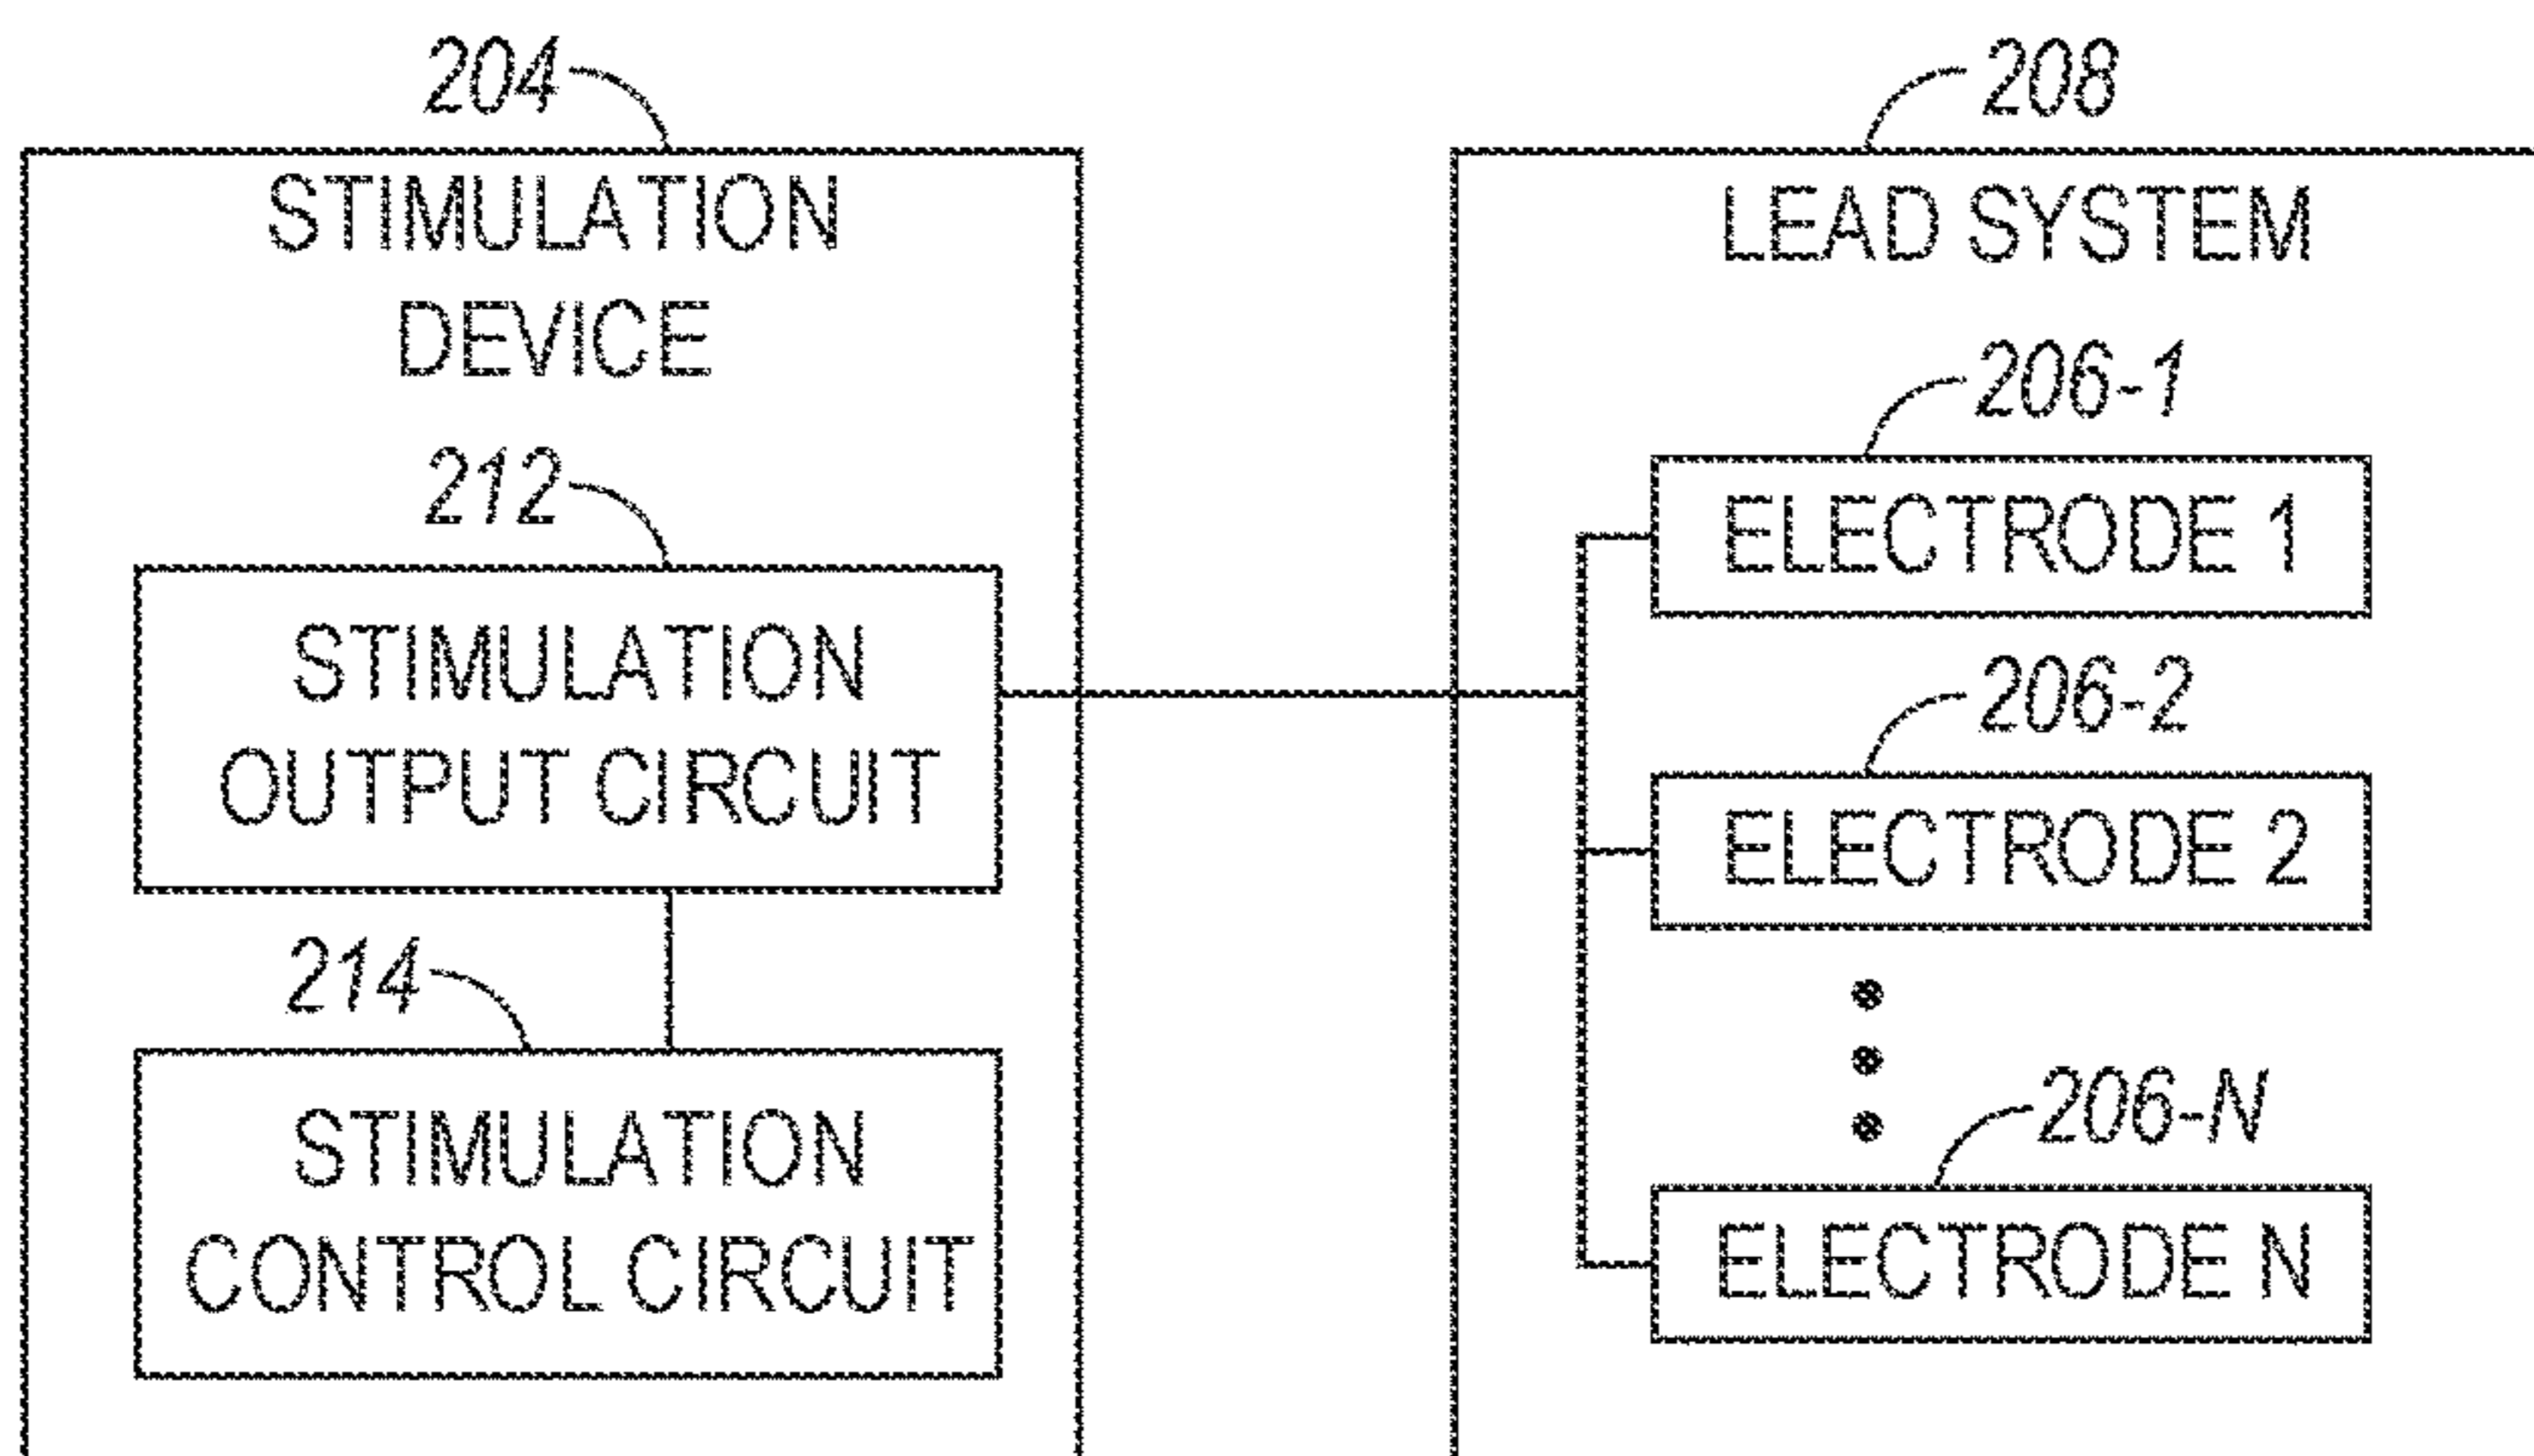 204
STIMULATION
DEVICE
212
STIMULATION
OUTPUT CIRCUIT
214
STIMULATION
CONTROL CIRCUIT
208
LEAD SYSTEM
206-1
ELECTRODE 1
206-2
ELECTRODE 2
206-N
ELECTRODE N